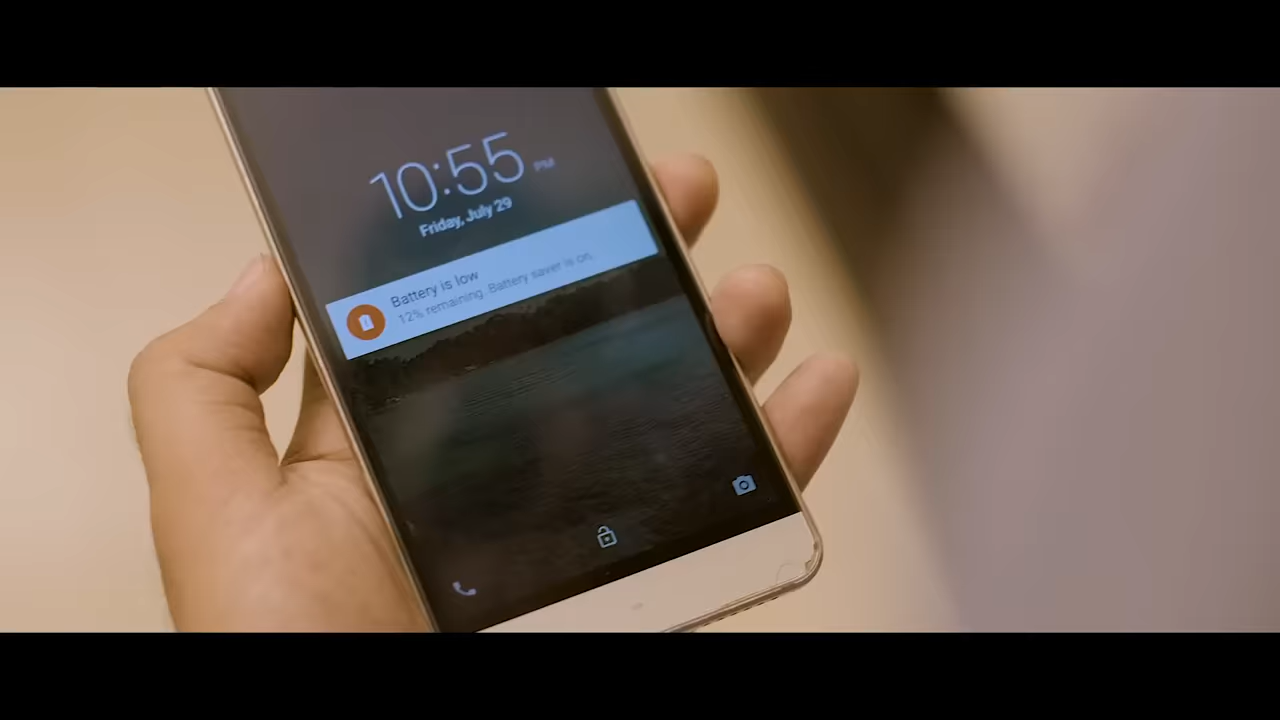 10:55 PM
Friday, July 29
Battery is low
12% remaining. Battery saver is on.